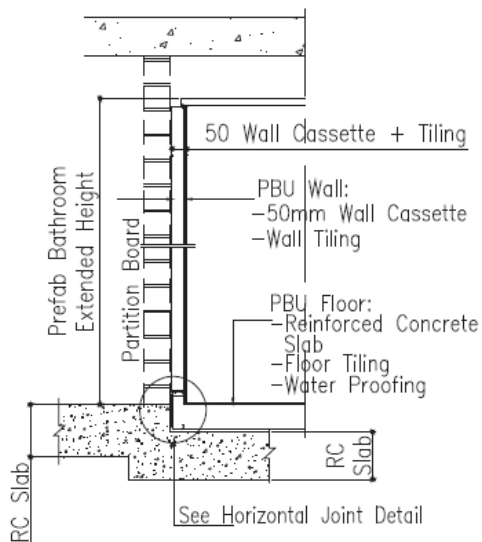 50 Wall Cassette + Tiling
PBU Wall:
-50mm Wall Cassette
-Wall Tiling
Prefab Bathroom
Extended Height
Partition Board
PBU Floor:
-Reinforced Concrete
Slab
-Floor Tiling
-Water Proofing
RC Slab
RC
Slab
See Horizontal Joint Detail